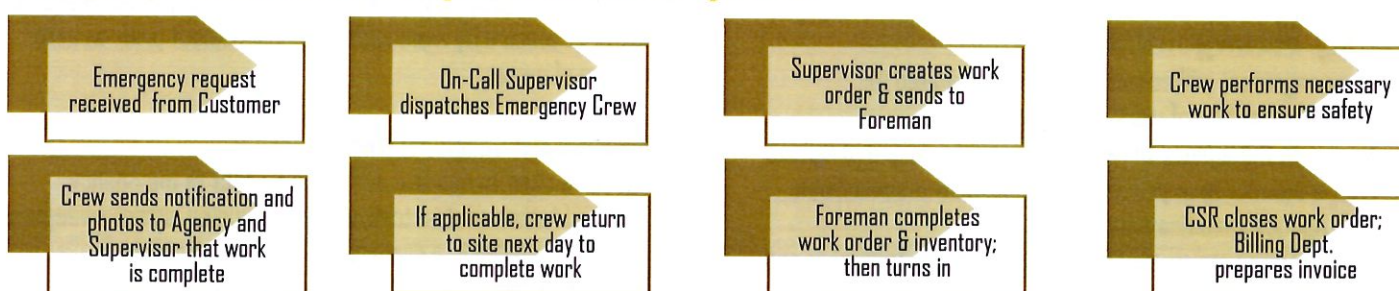 Emergency request
received from Customer
On-Call Supervisor
dispatches Emergency Crew
Supervisor creates work
order & sends to
Foreman
Crew performs necessary
work to ensure safety
Crew sends notification and
photos to Agency and
Supervisor that work
is complete
If applicable, crew return
to site next day to
complete work
Foreman completes
work order & inventory;
then turns in
CSR closes work order;
Billing Dept.
prepares invoice